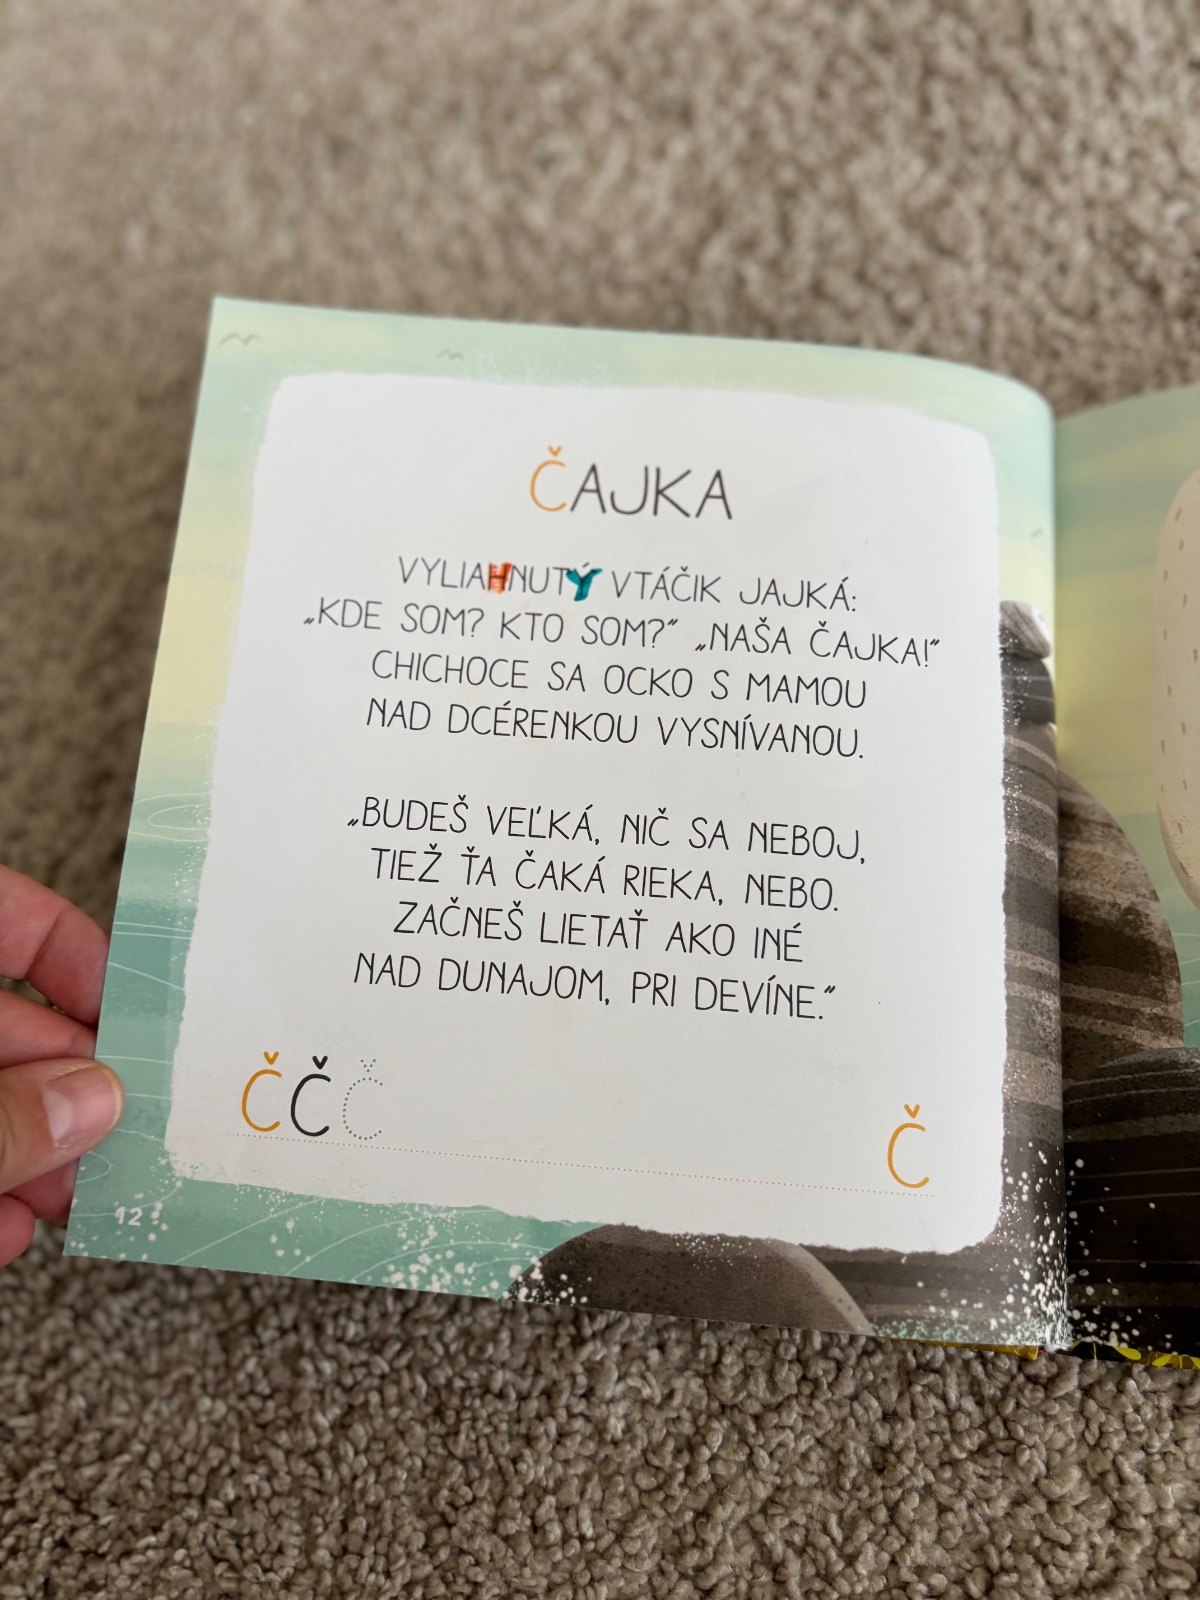 ČAJKA
VYLIAHNUTÝ VTÁČIK JAJKÁ:
„KDE SOM? KTO SOM?“ „NAŠA ČAJKA!“
CHICHOCE SA OCKO S MAMOU
NAD DCÉRENKOU VYSNÍVANOU.
„BUDEŠ VEĽKÁ, NIČ SA NEBOJ,
TIEŽ ŤA ČAKÁ RIEKA, NEBO.
ZAČNEŠ LIETAŤ AKO INÉ
NAD DUNAJOM, PRI DEVÍNE.“
Č Č Č Č
12